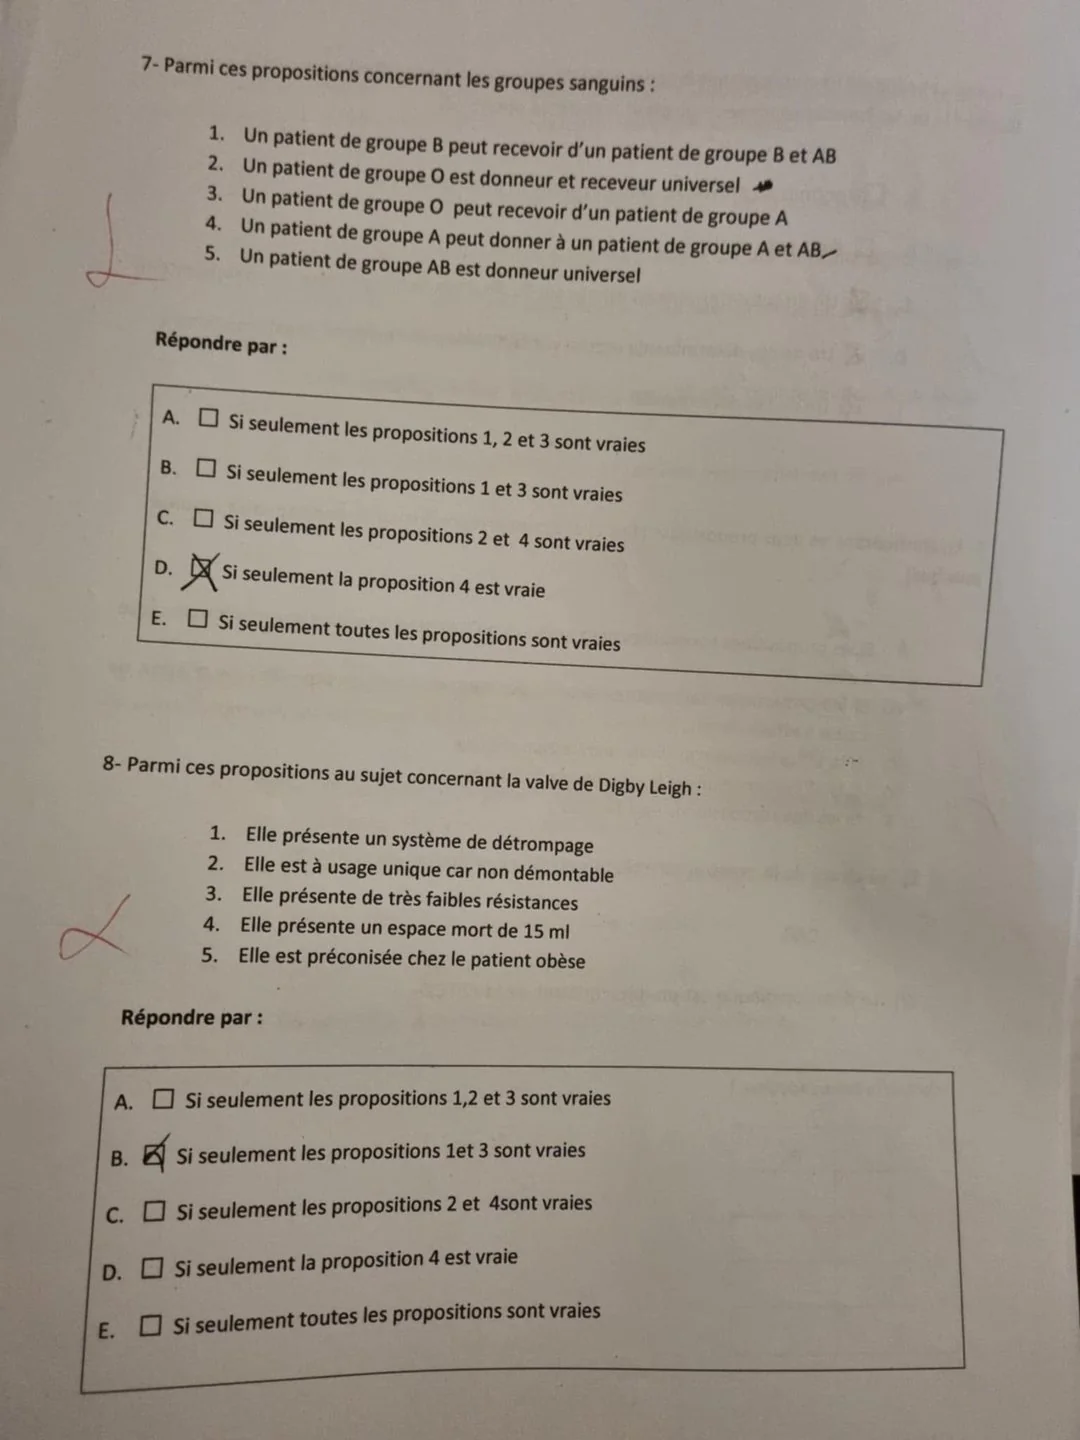 7- Parmi ces propositions concernant les groupes sanguins :
1. Un patient de groupe B peut recevoir d'un patient de groupe B et AB
2. Un patient de groupe O est donneur et receveur universel
3. Un patient de groupe O peut recevoir d'un patient de groupe A
4. Un patient de groupe A peut donner à un patient de groupe A et AB
5. Un patient de groupe AB est donneur universel
Répondre par :
A. ☐ Si seulement les propositions 1, 2 et 3 sont vraies
B. ☐ Si seulement les propositions 1 et 3 sont vraies
C. ☐ Si seulement les propositions 2 et 4 sont vraies
D. ☒ Si seulement la proposition 4 est vraie
E. ☐ Si seulement toutes les propositions sont vraies
8- Parmi ces propositions au sujet concernant la valve de Digby Leigh :
1. Elle présente un système de détrompage
2. Elle est à usage unique car non démontable
3. Elle présente de très faibles résistances
4. Elle présente un espace mort de 15 ml
5. Elle est préconisée chez le patient obèse
Répondre par :
A. ☐ Si seulement les propositions 1,2 et 3 sont vraies
B. ☒ Si seulement les propositions 1et 3 sont vraies
C. ☐ Si seulement les propositions 2 et 4sont vraies
D. ☐ Si seulement la proposition 4 est vraie
E. ☐ Si seulement toutes les propositions sont vraies